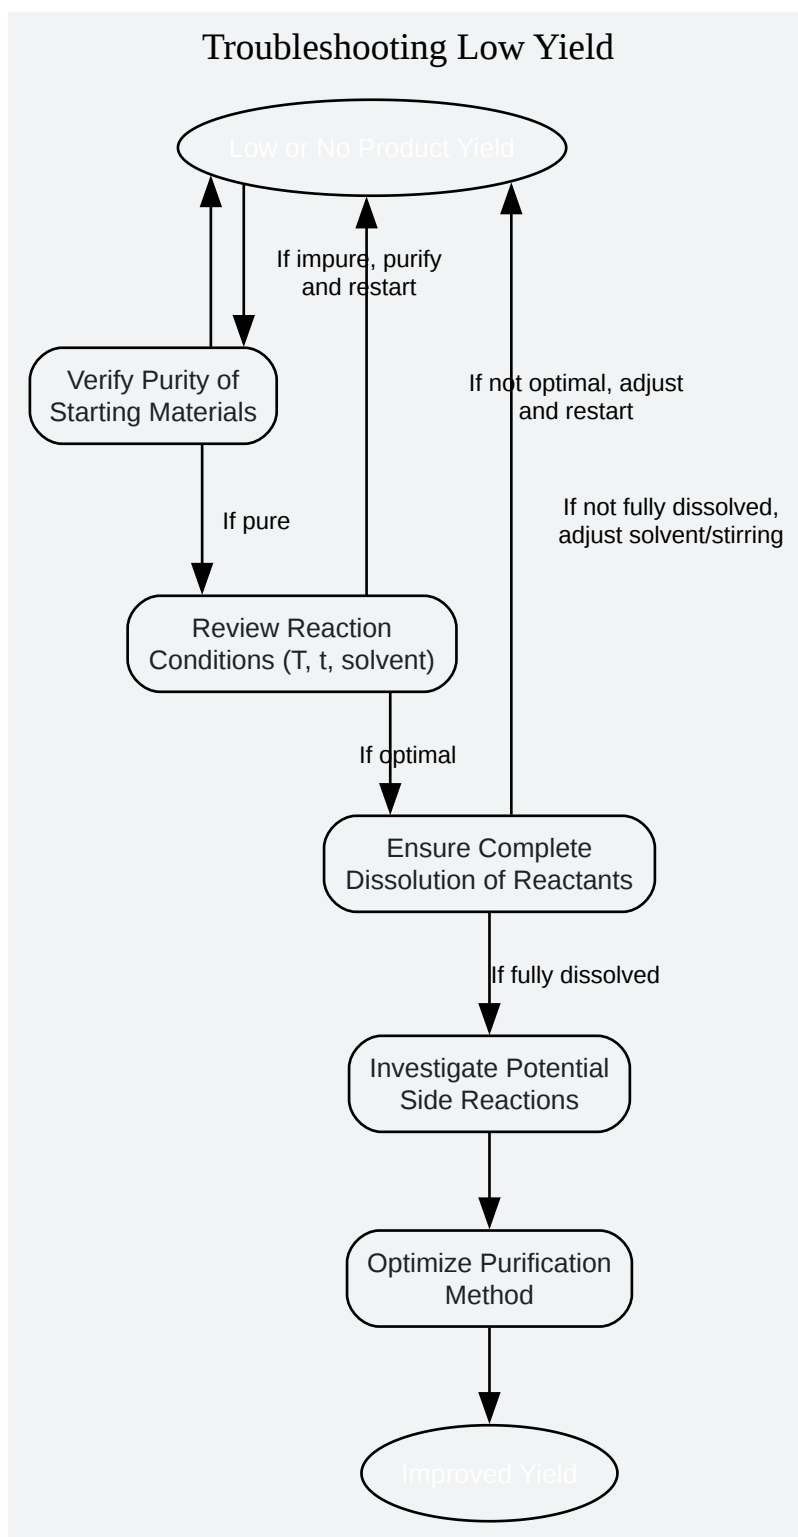 Troubleshooting Low Yield
Low or No Product Yield
If impure, purify
and restart
Verify Purity of
Starting Materials
If not optimal, adjust
and restart
If pure
If not fully dissolved,
adjust solvent/stirring
Review Reaction
Conditions (T, t, solvent)
If optimal
Ensure Complete
Dissolution of Reactants
If fully dissolved
Investigate Potential
Side Reactions
Optimize Purification
Method
Improved Yield